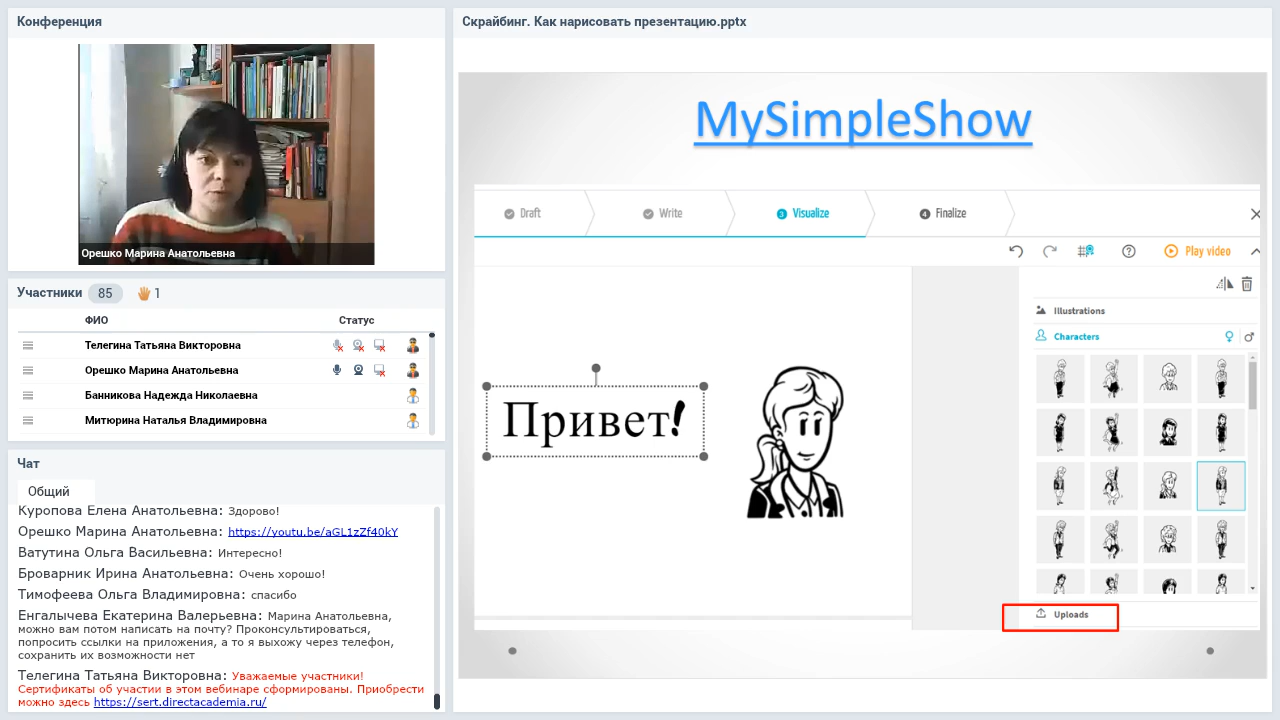 Конференция
Орешко Марина Анатольевна
Участники 85 1
ФИО Статус
Телегина Татьяна Викторовна
Орешко Марина Анатольевна
Банникова Надежда Николаевна
Митюрина Наталья Владимировна
Чат
Общий
Куропова Елена Анатольевна: Здорово!
Орешко Марина Анатольевна: https://youtu.be/aGL1zZf40kY
Ватутина Ольга Васильевна: Интересно!
Броварник Ирина Анатольевна: Очень хорошо!
Тимофеева Ольга Владимировна: спасибо
Енгалычева Екатерина Валерьевна: Марина Анатольевна,
можно вам потом написать на почту? Проконсультироваться,
попросить ссылки на приложения, а то я выхожу через телефон,
сохранить их возможности нет
Телегина Татьяна Викторовна: Уважаемые участники!
Сертификаты об участии в этом вебинаре сформированы. Приобрести
можно здесь https://sert.directacademia.ru/
Скрайбинг. Как нарисовать презентацию.pptx
MySimpleShow
Draft Write 3 Visualize 4 Finalize
Play video
Illustrations
Characters
Привет!
Uploads